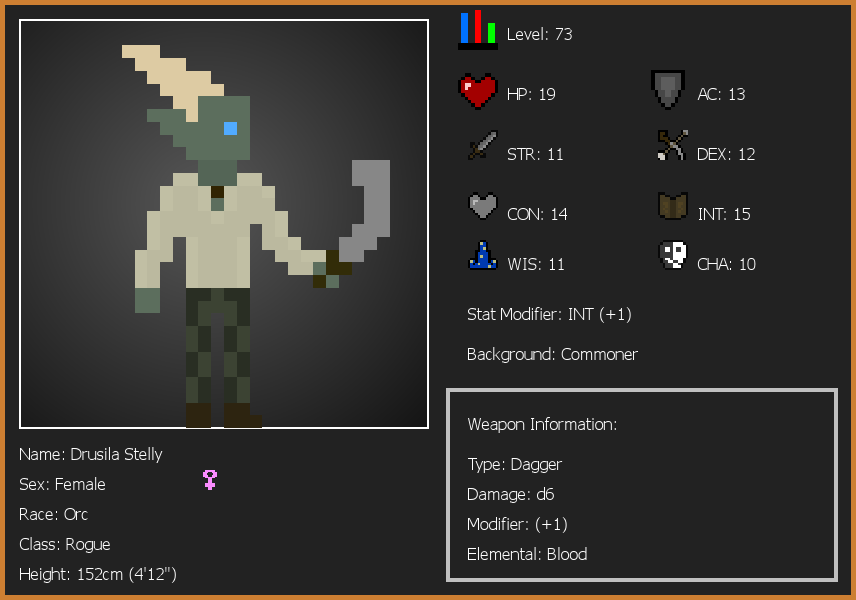 Level: 73
HP: 19
AC: 13
STR: 11
DEX: 12
CON: 14
INT: 15
WIS: 11
CHA: 10
Stat Modifier: INT (+1)
Background: Commoner
Weapon Information:
Type: Dagger
Damage: d6
Modifier: (+1)
Elemental: Blood
Name: Drusila Stelly
Sex: Female
Race: Orc
Class: Rogue
Height: 152cm (4'12")